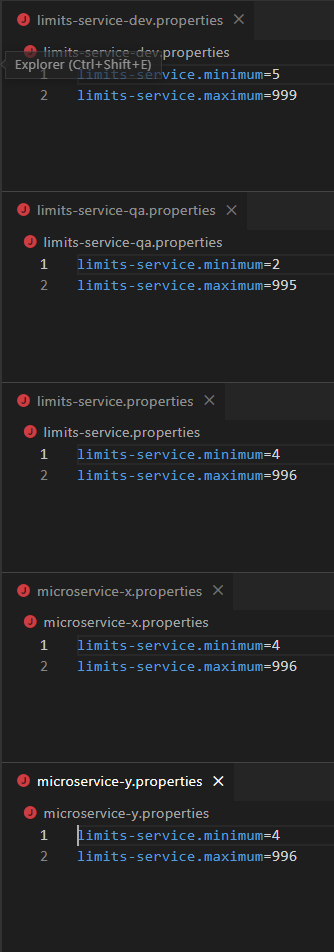 limits-service-dev.properties
limits-service-dev.properties
Explorer (Ctrl+Shift+E)
1 limits-service.minimum=5
2 limits-service.maximum=999
limits-service-qa.properties
limits-service-qa.properties
1 limits-service.minimum=2
2 limits-service.maximum=995
limits-service.properties
limits-service.properties
1 limits-service.minimum=4
2 limits-service.maximum=996
microservice-x.properties
microservice-x.properties
1 limits-service.minimum=4
2 limits-service.maximum=996
microservice-y.properties
microservice-y.properties
1 limits-service.minimum=4
2 limits-service.maximum=996